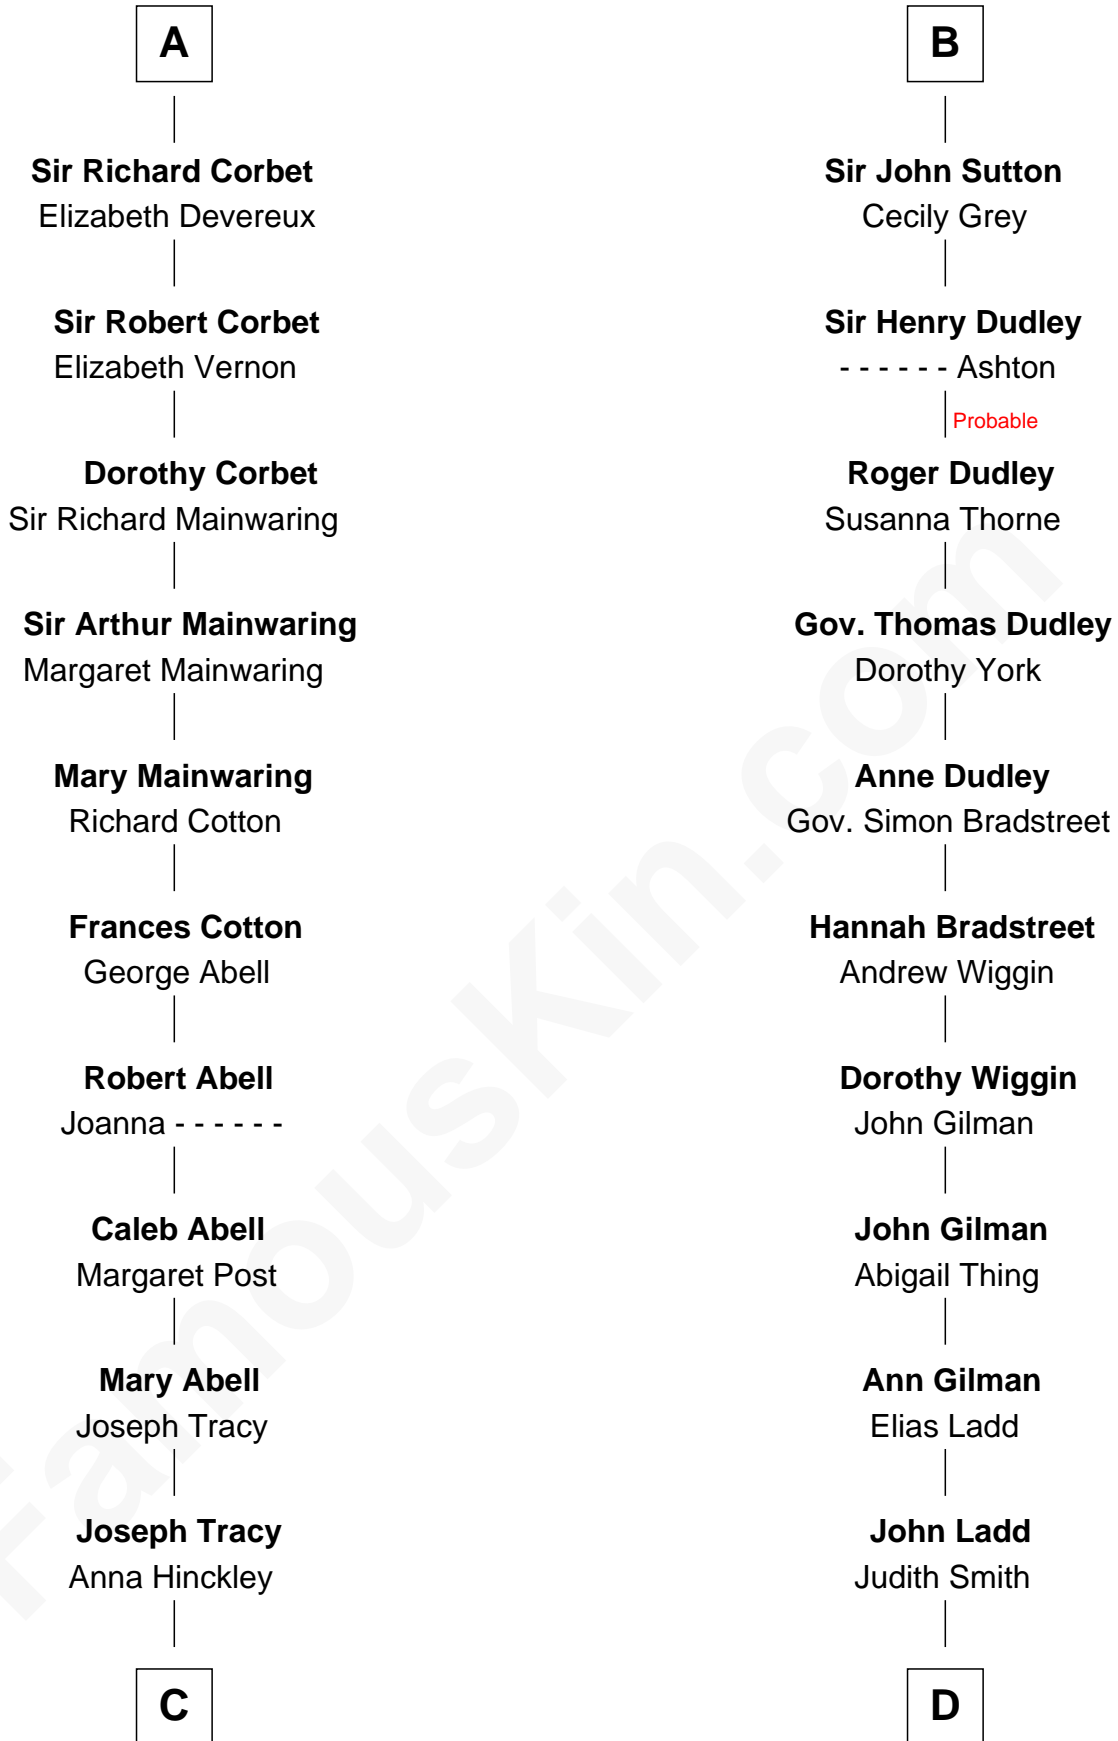 A
Sir Richard Corbet
Elizabeth Devereux
Sir Robert Corbet
Elizabeth Vernon
Dorothy Corbet
Sir Richard Mainwaring
Sir Arthur Mainwaring
Margaret Mainwaring
Mary Mainwaring
Richard Cotton
Frances Cotton
George Abell
Robert Abell
Joanna - - - - - -
Caleb Abell
Margaret Post
Mary Abell
Joseph Tracy
Joseph Tracy
Anna Hinckley
C
B
Sir John Sutton
Cecily Grey
Sir Henry Dudley
- - - - - - Ashton
Probable
Roger Dudley
Susanna Thorne
Gov. Thomas Dudley
Dorothy York
Anne Dudley
Gov. Simon Bradstreet
Hannah Bradstreet
Andrew Wiggin
Dorothy Wiggin
John Gilman
John Gilman
Abigail Thing
Ann Gilman
Elias Ladd
John Ladd
Judith Smith
D
FamousKin.com